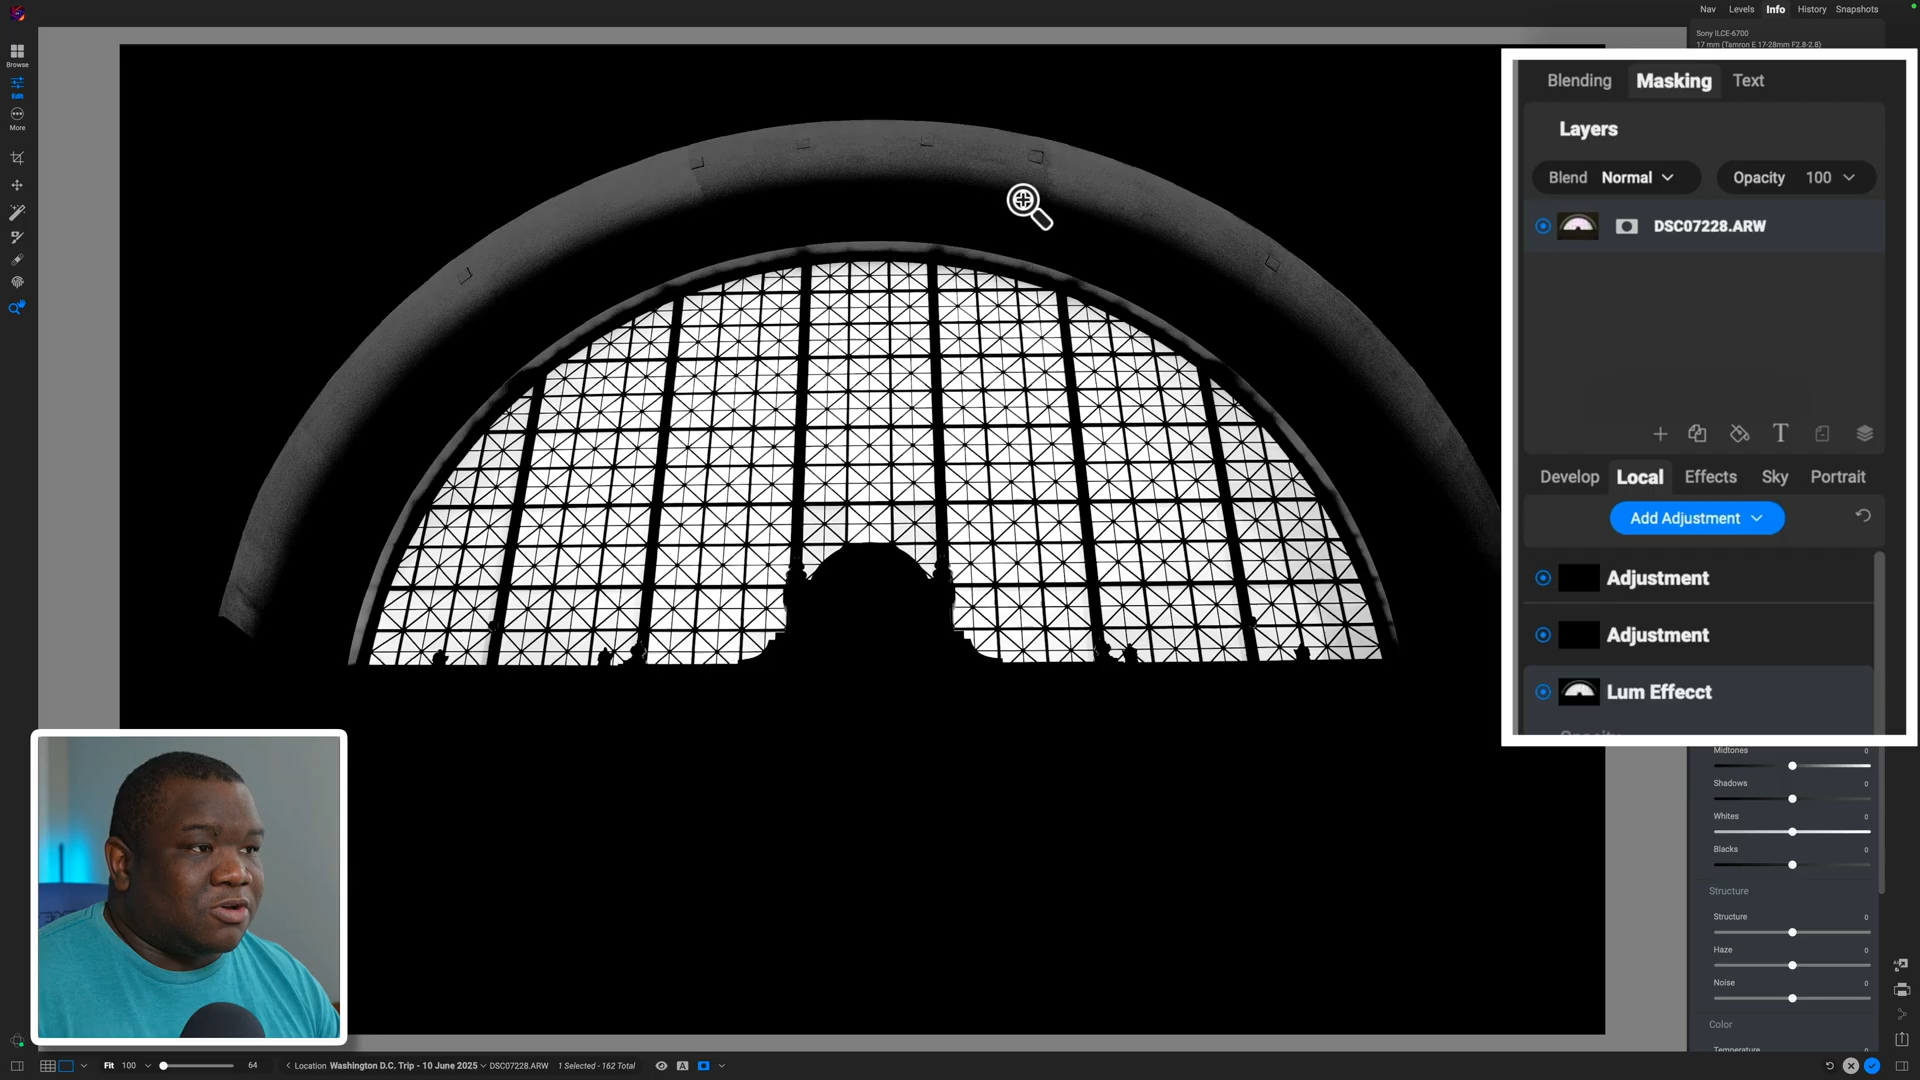 Nav Levels Info History Snapshots
Sony ILCE-6700
17 mm (Tamron E 17-28mm F2.8-2.8)
Browse
Edit
More
Blending Masking Text
Layers
Blend Normal Opacity 100
DSC07228.ARW
T
Develop Local Effects Sky Portrait
Add Adjustment
Adjustment
Adjustment
Lum Effecct
Opacity
Midtones 0
Shadows 0
Whites 0
Blacks 0
Structure
Structure 0
Haze 0
Noise 0
Color
Temperature
Fit 100 64 Location Washington D.C. Trip - 10 June 2025 DSC07228.ARW 1 Selected - 162 Total A